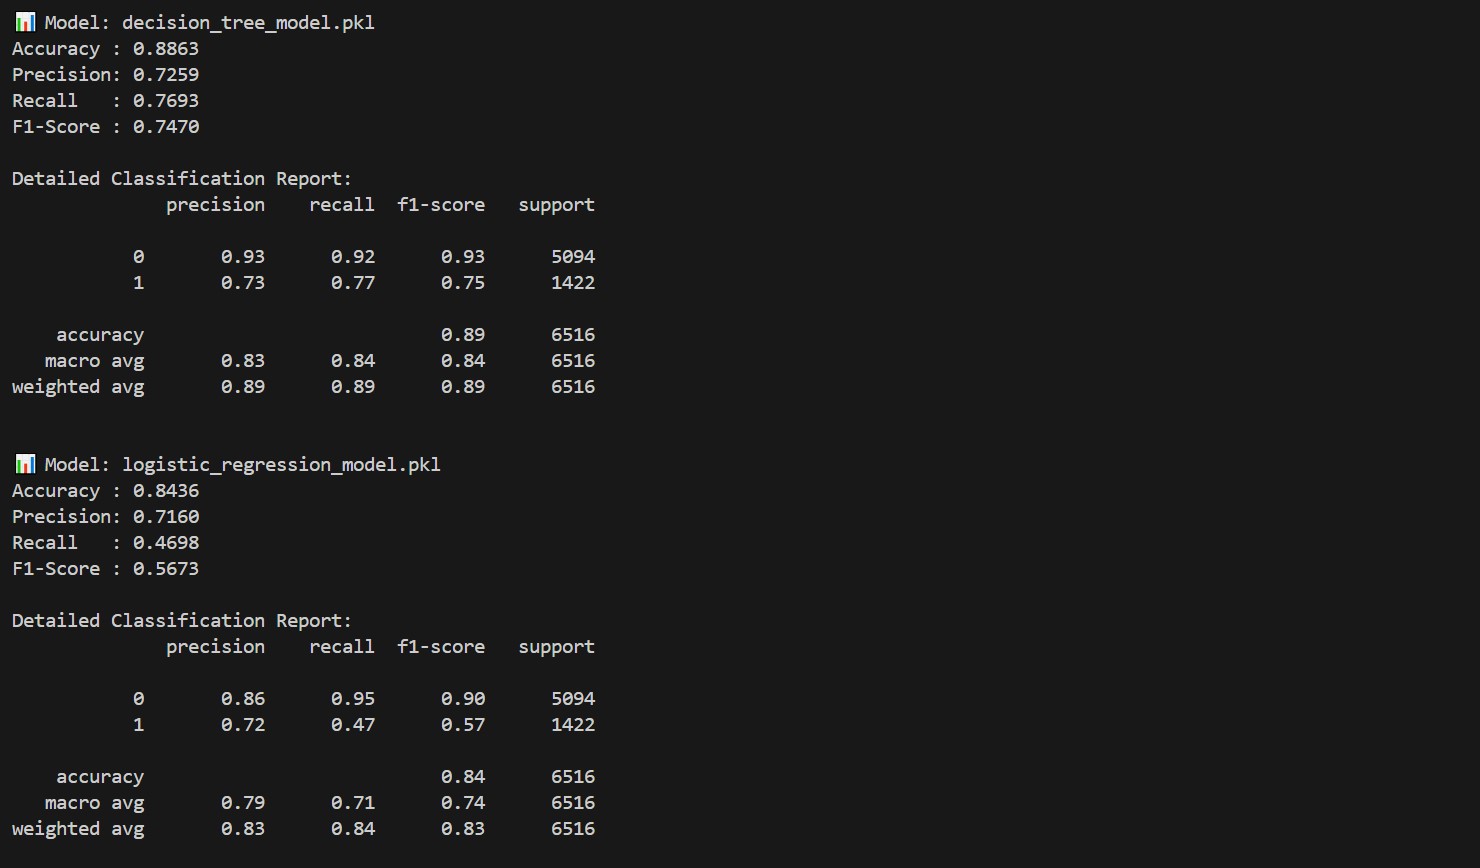 📊 Model: decision_tree_model.pkl
Accuracy : 0.8863
Precision: 0.7259
Recall   : 0.7693
F1-Score : 0.7470

Detailed Classification Report:
              precision    recall  f1-score   support

           0       0.93      0.92      0.93      5094
           1       0.73      0.77      0.75      1422

    accuracy                           0.89      6516
   macro avg       0.83      0.84      0.84      6516
weighted avg       0.89      0.89      0.89      6516

📊 Model: logistic_regression_model.pkl
Accuracy : 0.8436
Precision: 0.7160
Recall   : 0.4698
F1-Score : 0.5673

Detailed Classification Report:
              precision    recall  f1-score   support

           0       0.86      0.95      0.90      5094
           1       0.72      0.47      0.57      1422

    accuracy                           0.84      6516
   macro avg       0.79      0.71      0.74      6516
weighted avg       0.83      0.84      0.83      6516